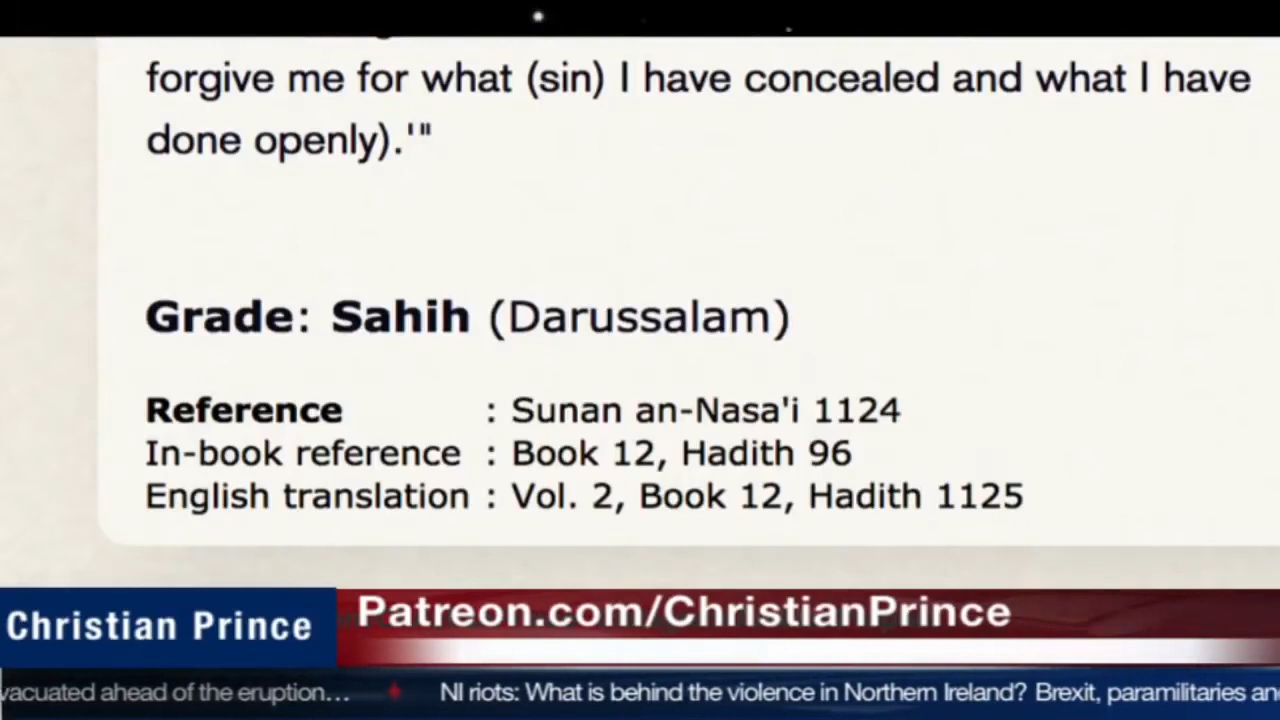 forgive me for what (sin) I have concealed and what I have
done openly).'"
Grade: Sahih (Darussalam)
Reference : Sunan an-Nasa'i 1124
In-book reference : Book 12, Hadith 96
English translation : Vol. 2, Book 12, Hadith 1125
Christian Prince
Patreon.com/ChristianPrince
vacuated ahead of the eruption... NI riots: What is behind the violence in Northern Ireland? Brexit, paramilitaries an